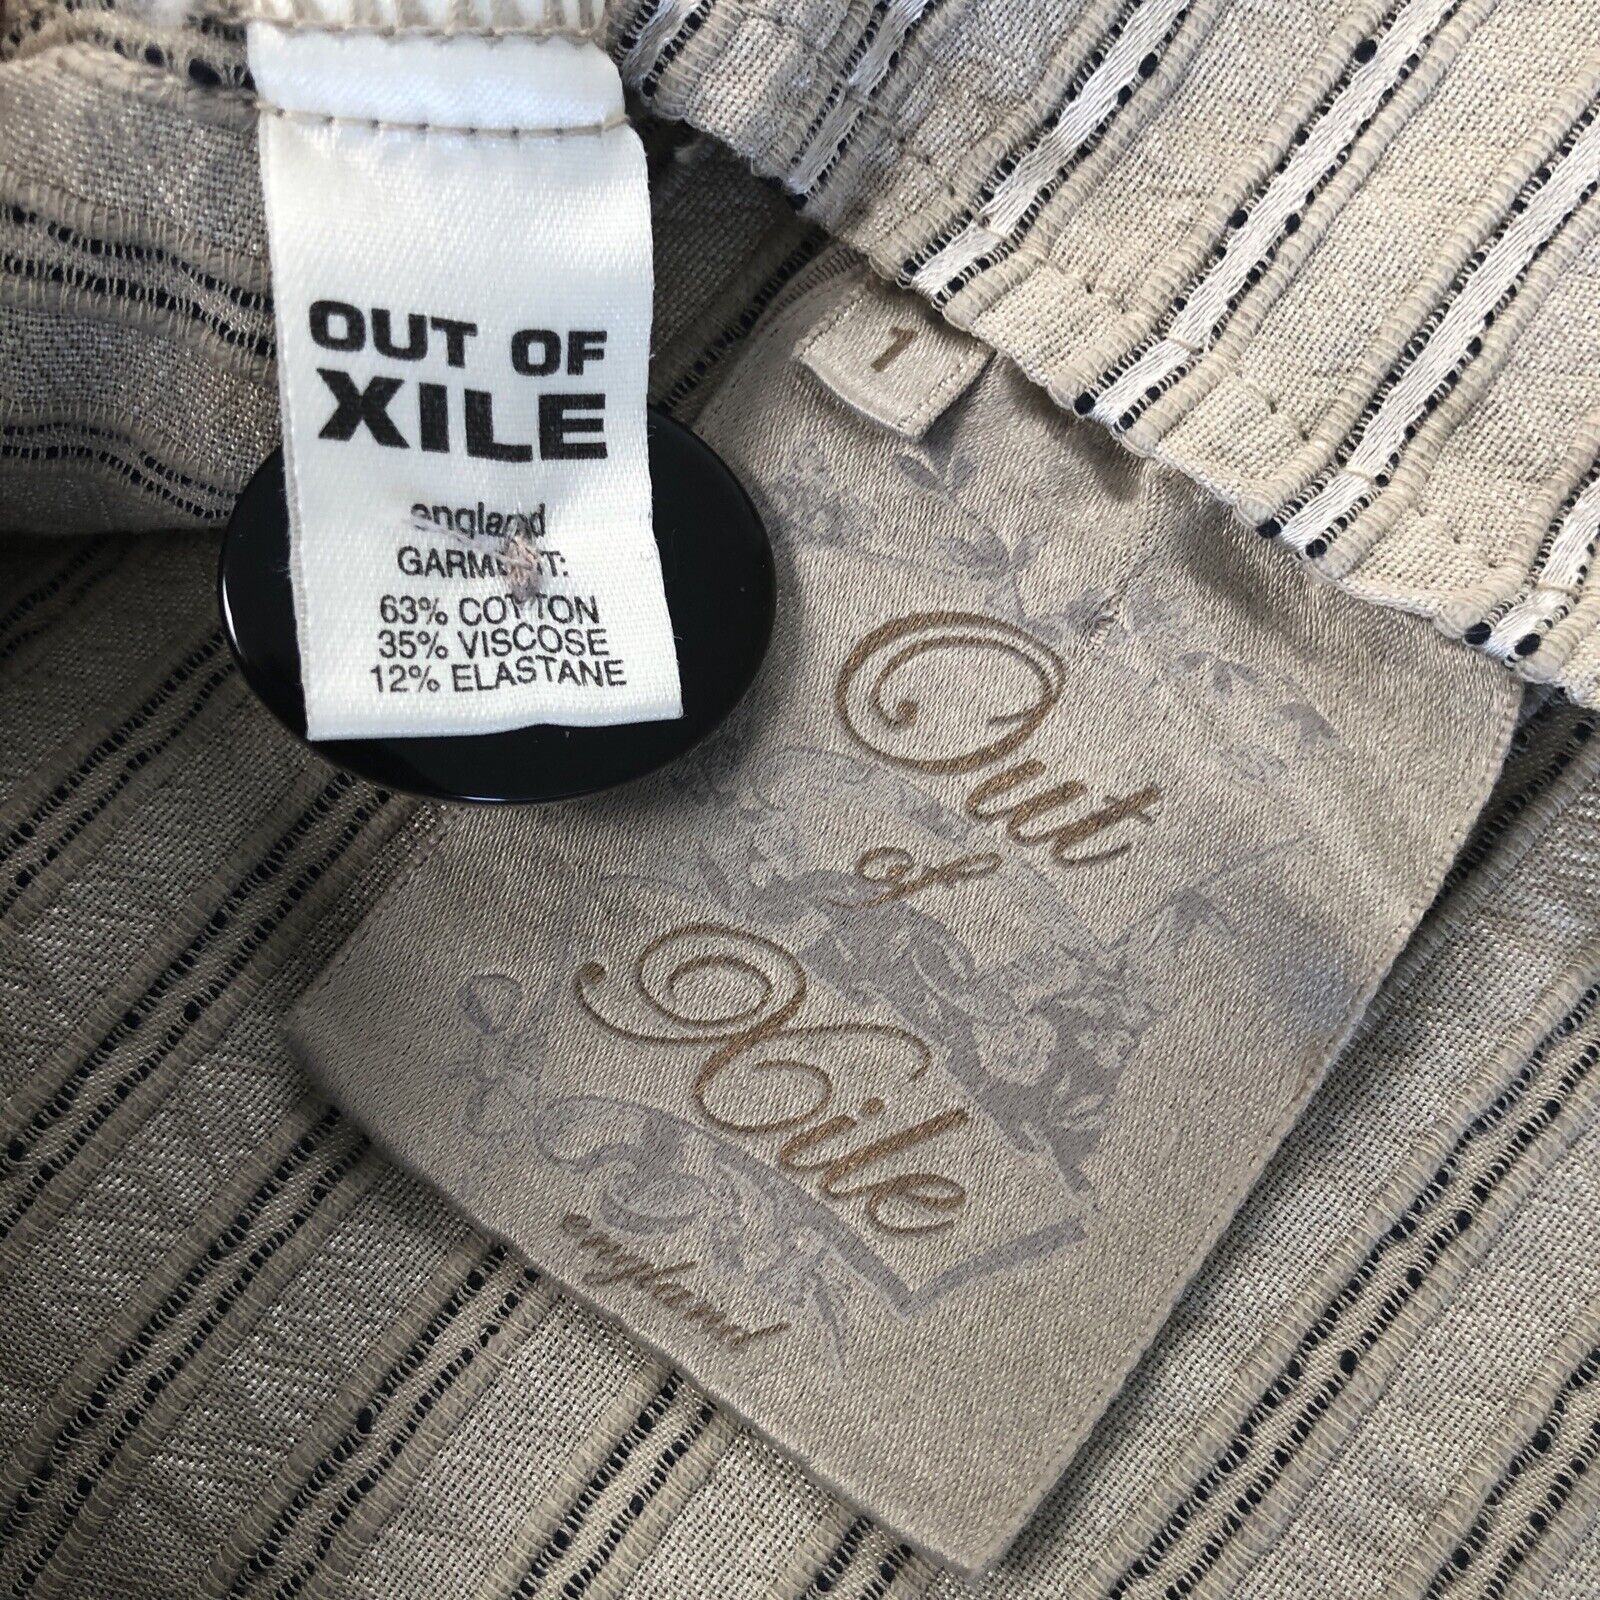 OUT OF
XILE
england
GARMENT:
63% COTTON
35% VISCOSE
12% ELASTANE
1
Out
of
Xile
england